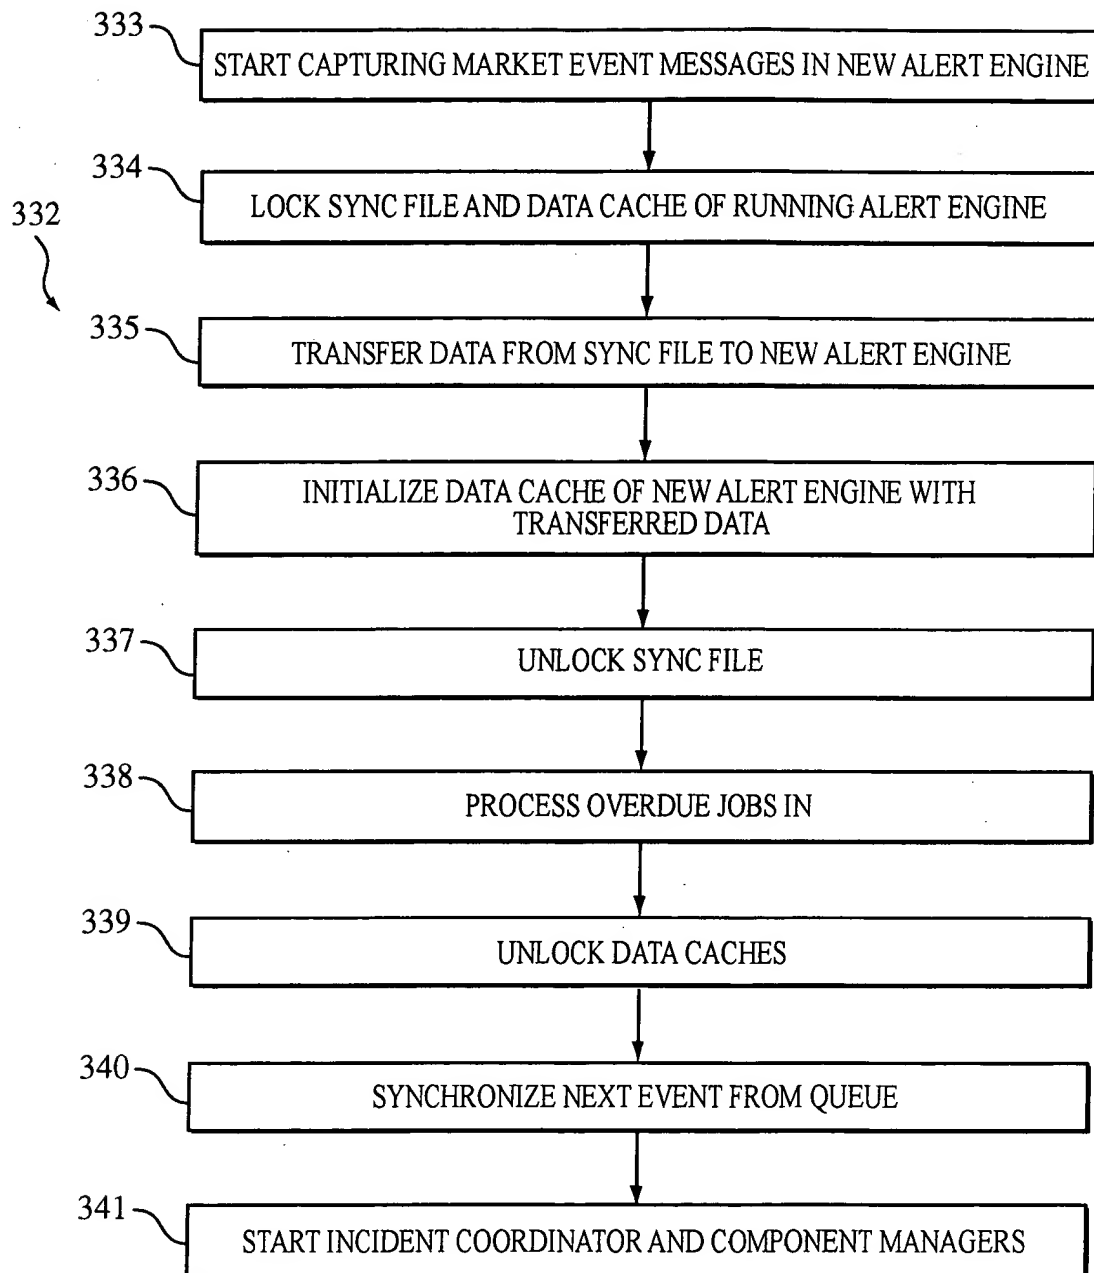 333
START CAPTURING MARKET EVENT MESSAGES IN NEW ALERT ENGINE
334
LOCK SYNC FILE AND DATA CACHE OF RUNNING ALERT ENGINE
332
335
TRANSFER DATA FROM SYNC FILE TO NEW ALERT ENGINE
336
INITIALIZE DATA CACHE OF NEW ALERT ENGINE WITH
TRANSFERRED DATA
337
UNLOCK SYNC FILE
338
PROCESS OVERDUE JOBS IN
339
UNLOCK DATA CACHES
340
SYNCHRONIZE NEXT EVENT FROM QUEUE
341
START INCIDENT COORDINATOR AND COMPONENT MANAGERS